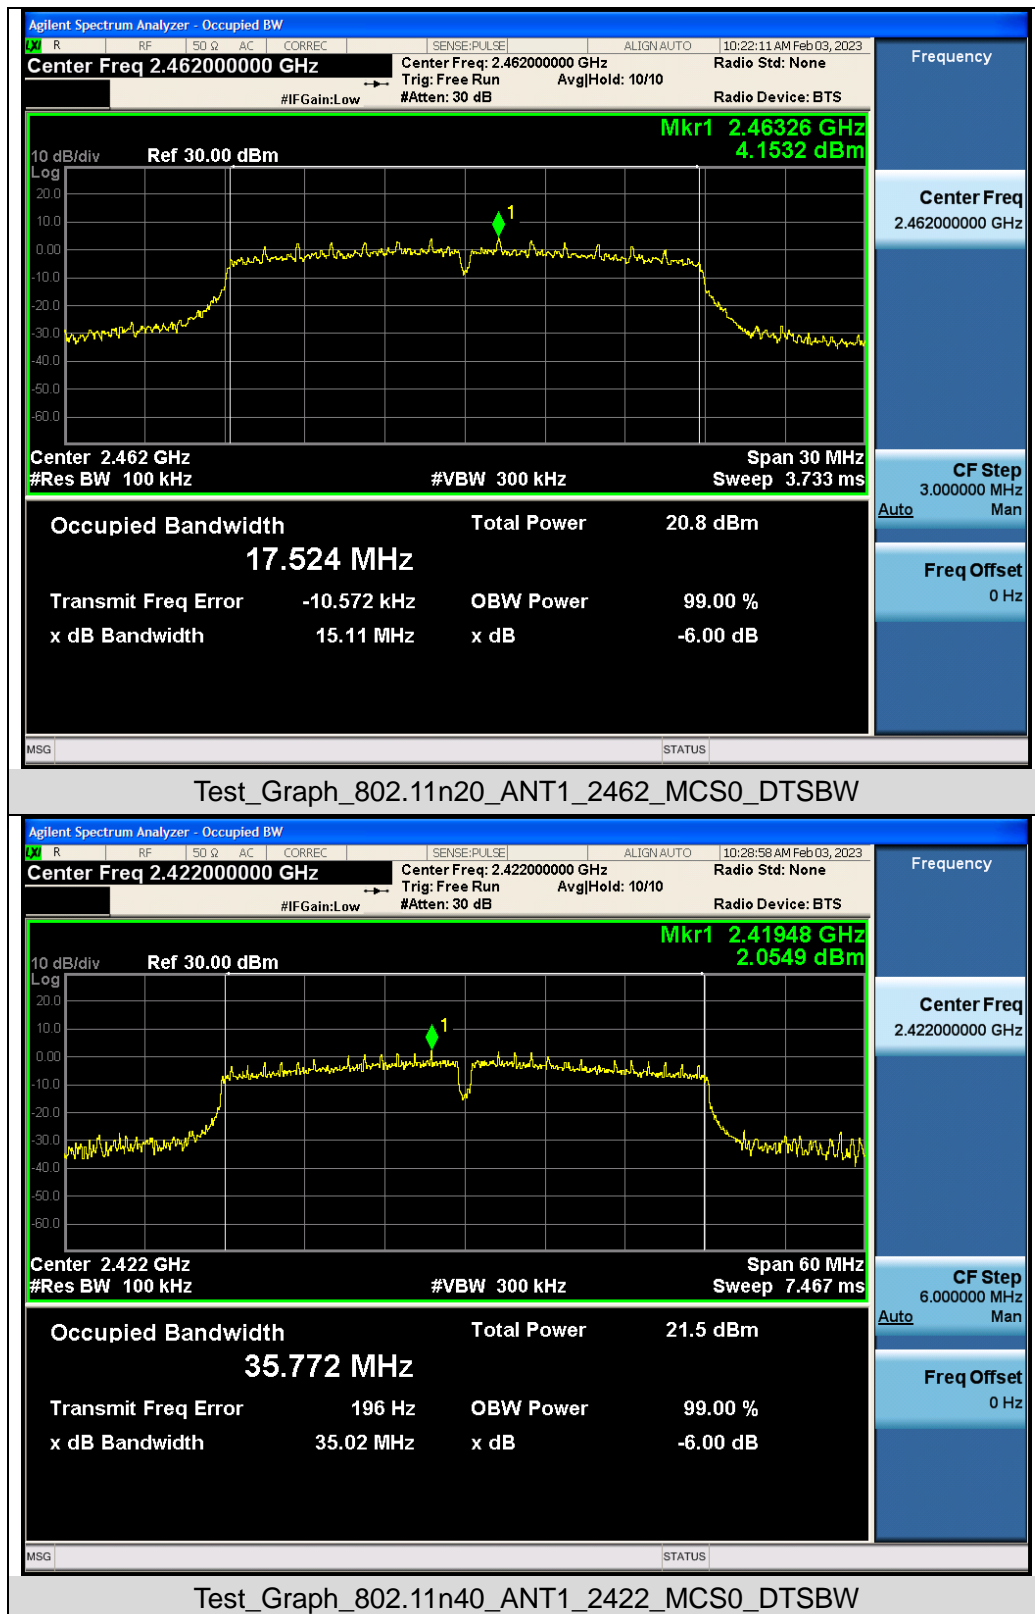 Agilent Spectrum Analyzer - Occupied BW
LXI R RF 50 Ω AC CORREC SENSE:PULSE ALIGN AUTO 10:22:11 AM Feb 03, 2023
Center Freq 2.462000000 GHz Center Freq: 2.462000000 GHz Radio Std: None
Trig: Free Run Avg|Hold: 10/10
#IFGain:Low #Atten: 30 dB Radio Device: BTS
Mkr1 2.46326 GHz
4.1532 dBm
10 dB/div Ref 30.00 dBm
Log
20.0
10.0
0.00
-10.0
-20.0
-30.0
-40.0
-50.0
-60.0
1
Center 2.462 GHz Span 30 MHz
#Res BW 100 kHz #VBW 300 kHz Sweep 3.733 ms
Occupied Bandwidth Total Power 20.8 dBm
17.524 MHz
Transmit Freq Error -10.572 kHz OBW Power 99.00 %
x dB Bandwidth 15.11 MHz x dB -6.00 dB
MSG STATUS
Frequency
Center Freq
2.462000000 GHz
CF Step
3.000000 MHz
Auto Man
Freq Offset
0 Hz
Test_Graph_802.11n20_ANT1_2462_MCS0_DTSBW
Agilent Spectrum Analyzer - Occupied BW
LXI R RF 50 Ω AC CORREC SENSE:PULSE ALIGN AUTO 10:28:58 AM Feb 03, 2023
Center Freq 2.422000000 GHz Center Freq: 2.422000000 GHz Radio Std: None
Trig: Free Run Avg|Hold: 10/10
#IFGain:Low #Atten: 30 dB Radio Device: BTS
Mkr1 2.41948 GHz
2.0549 dBm
10 dB/div Ref 30.00 dBm
Log
20.0
10.0
0.00
-10.0
-20.0
-30.0
-40.0
-50.0
-60.0
1
Center 2.422 GHz Span 60 MHz
#Res BW 100 kHz #VBW 300 kHz Sweep 7.467 ms
Occupied Bandwidth Total Power 21.5 dBm
35.772 MHz
Transmit Freq Error 196 Hz OBW Power 99.00 %
x dB Bandwidth 35.02 MHz x dB -6.00 dB
MSG STATUS
Frequency
Center Freq
2.422000000 GHz
CF Step
6.000000 MHz
Auto Man
Freq Offset
0 Hz
Test_Graph_802.11n40_ANT1_2422_MCS0_DTSBW